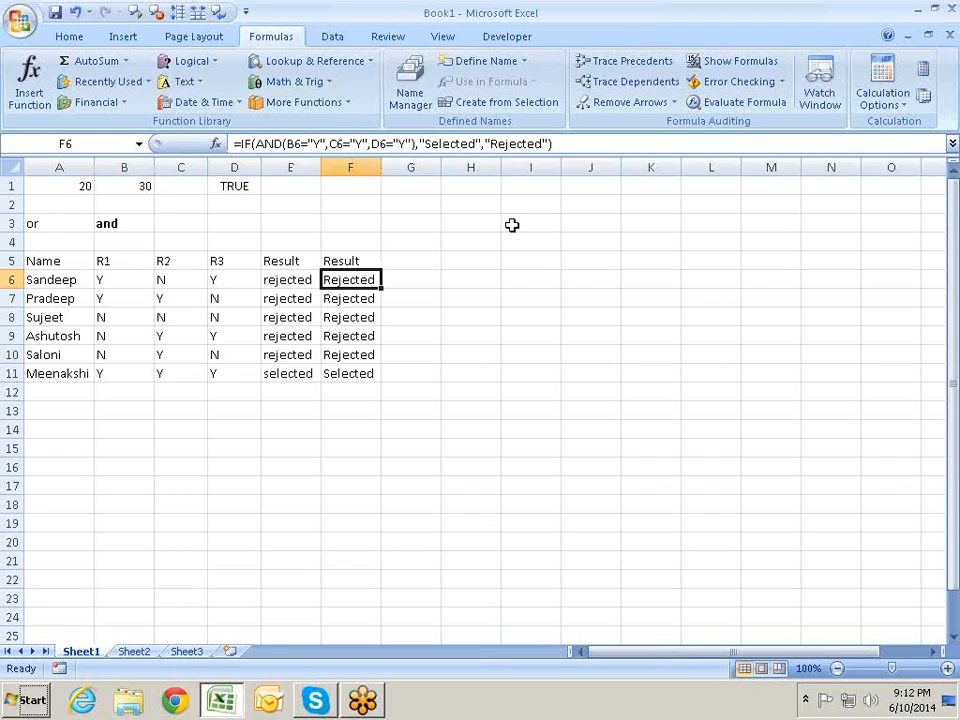 Book1 - Microsoft Excel
Home Insert Page Layout Formulas Data Review View Developer
Insert Function
AutoSum
Recently Used
Financial
Logical
Text
Date & Time
Lookup & Reference
Math & Trig
More Functions
Function Library
Name Manager
Define Name
Use in Formula
Create from Selection
Defined Names
Trace Precedents
Trace Dependents
Remove Arrows
Show Formulas
Error Checking
Evaluate Formula
Formula Auditing
Watch Window
Calculation Options
Calculation
F6 fx =IF(AND(B6="Y",C6="Y",D6="Y"),"Selected","Rejected")
A B C D E F G H I J K L M N O
1 20 30 TRUE
2
3 or and
4
5 Name R1 R2 R3 Result Result
6 Sandeep Y N Y rejected Rejected
7 Pradeep Y Y N rejected Rejected
8 Sujeet N N N rejected Rejected
9 Ashutosh N Y Y rejected Rejected
10 Saloni N Y N rejected Rejected
11 Meenakshi Y Y Y selected Selected
12
13
14
15
16
17
18
19
20
21
22
23
24
25
Sheet1 Sheet2 Sheet3
Ready 100%
Start 9:12 PM
6/10/2014